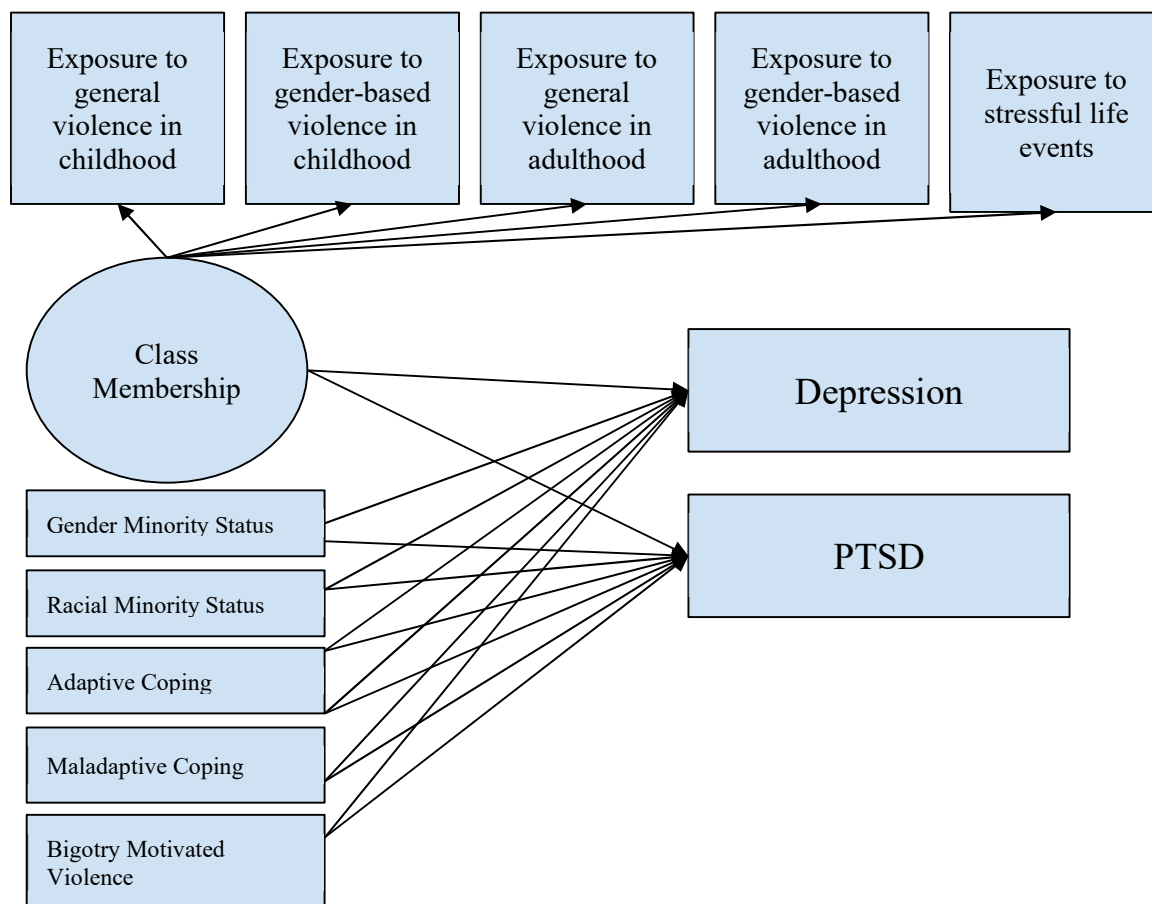 Exposure to
general
violence in
childhood
Exposure to
gender-based
violence in
childhood
Exposure to
general
violence in
adulthood
Exposure to
gender-based
violence in
adulthood
Exposure to
stressful life
events
Class
Membership
Depression
PTSD
Gender Minority Status
Racial Minority Status
Adaptive Coping
Maladaptive Coping
Bigotry Motivated
Violence